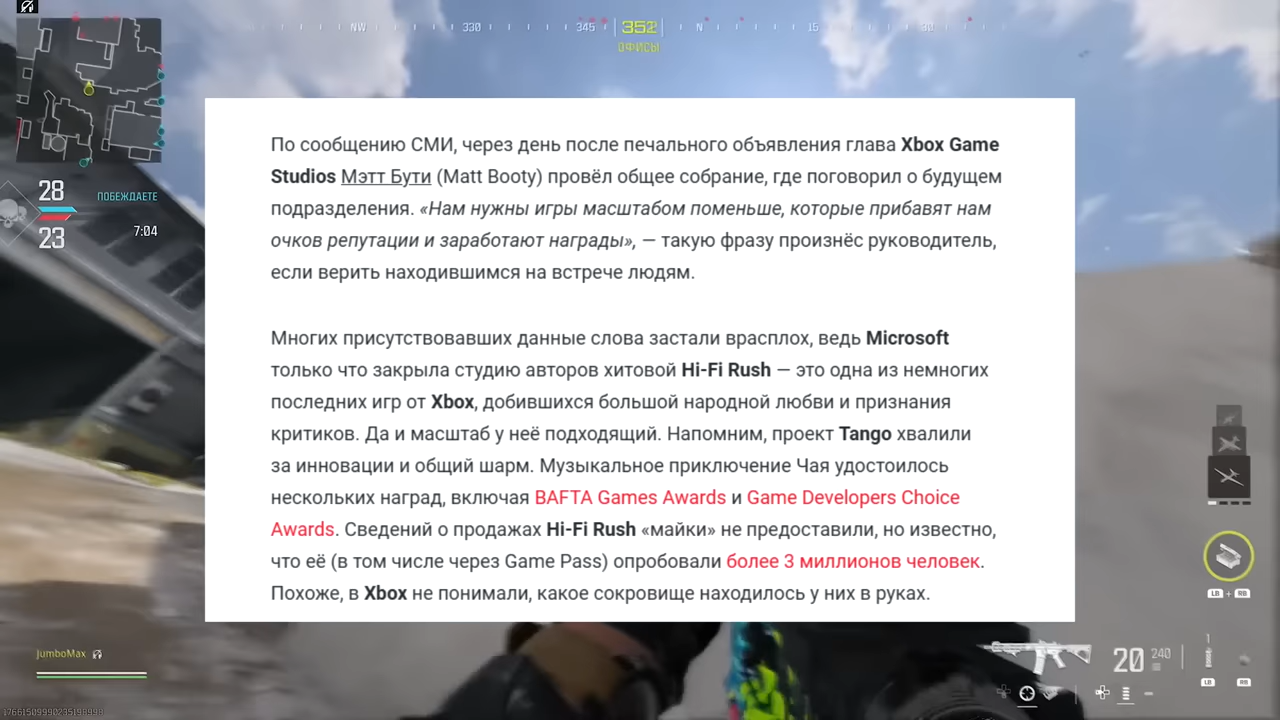 NW 330 345 352 N 15 30
ОФИСЫ
28
ПОБЕЖДАЕТЕ
23
7:04
По сообщению СМИ, через день после печального объявления глава Xbox Game
Studios Мэтт Бути (Matt Booty) провёл общее собрание, где поговорил о будущем
подразделения. «Нам нужны игры масштабом поменьше, которые прибавят нам
очков репутации и заработают награды», — такую фразу произнёс руководитель,
если верить находившимся на встрече людям.
Многих присутствовавших данные слова застали врасплох, ведь Microsoft
только что закрыла студию авторов хитовой Hi-Fi Rush — это одна из немногих
последних игр от Xbox, добившихся большой народной любви и признания
критиков. Да и масштаб у неё подходящий. Напомним, проект Tango хвалили
за инновации и общий шарм. Музыкальное приключение Чая удостоилось
нескольких наград, включая BAFTA Games Awards и Game Developers Choice
Awards. Сведений о продажах Hi-Fi Rush «майки» не предоставили, но известно,
что её (в том числе через Game Pass) опробовали более 3 миллионов человек.
Похоже, в Xbox не понимали, какое сокровище находилось у них в руках.
LB + RB
JumboMax
20 240
1
LB RB